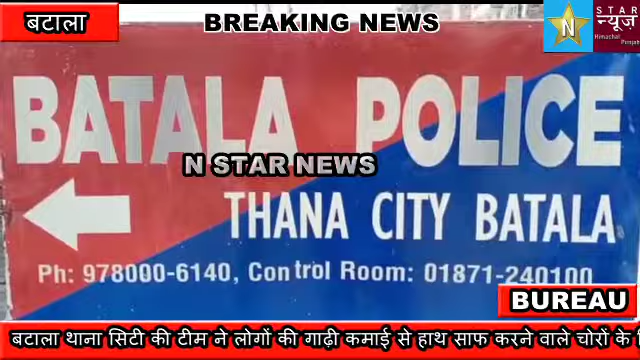 बटाला
BREAKING NEWS
N
STAR
न्यूज
Himachal Punjab
BATALA POLICE
N STAR NEWS
THANA CITY BATALA
Ph: 978000-6140, Control Room: 01871-240100
BUREAU
बटाला थाना सिटी की टीम ने लोगों की गाढ़ी कमाई से हाथ साफ करने वाले चोरों के